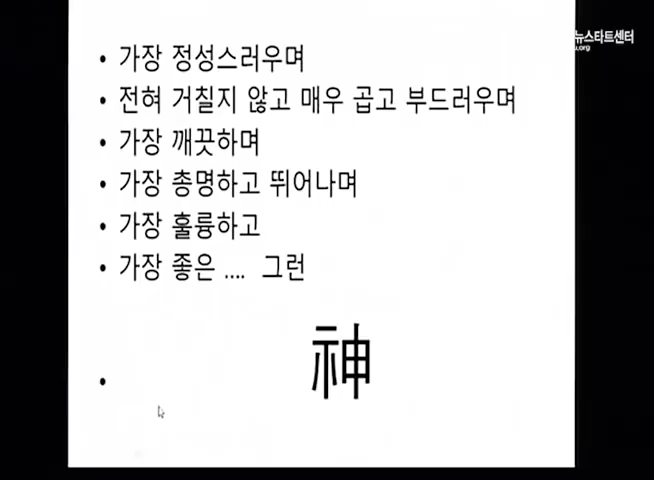 뉴스타트센터
u.org
• 가장 정성스러우며
• 전혀 거칠지 않고 매우 곱고 부드러우며
• 가장 깨끗하며
• 가장 총명하고 뛰어나며
• 가장 훌륭하고
• 가장 좋은 .... 그런
• 神